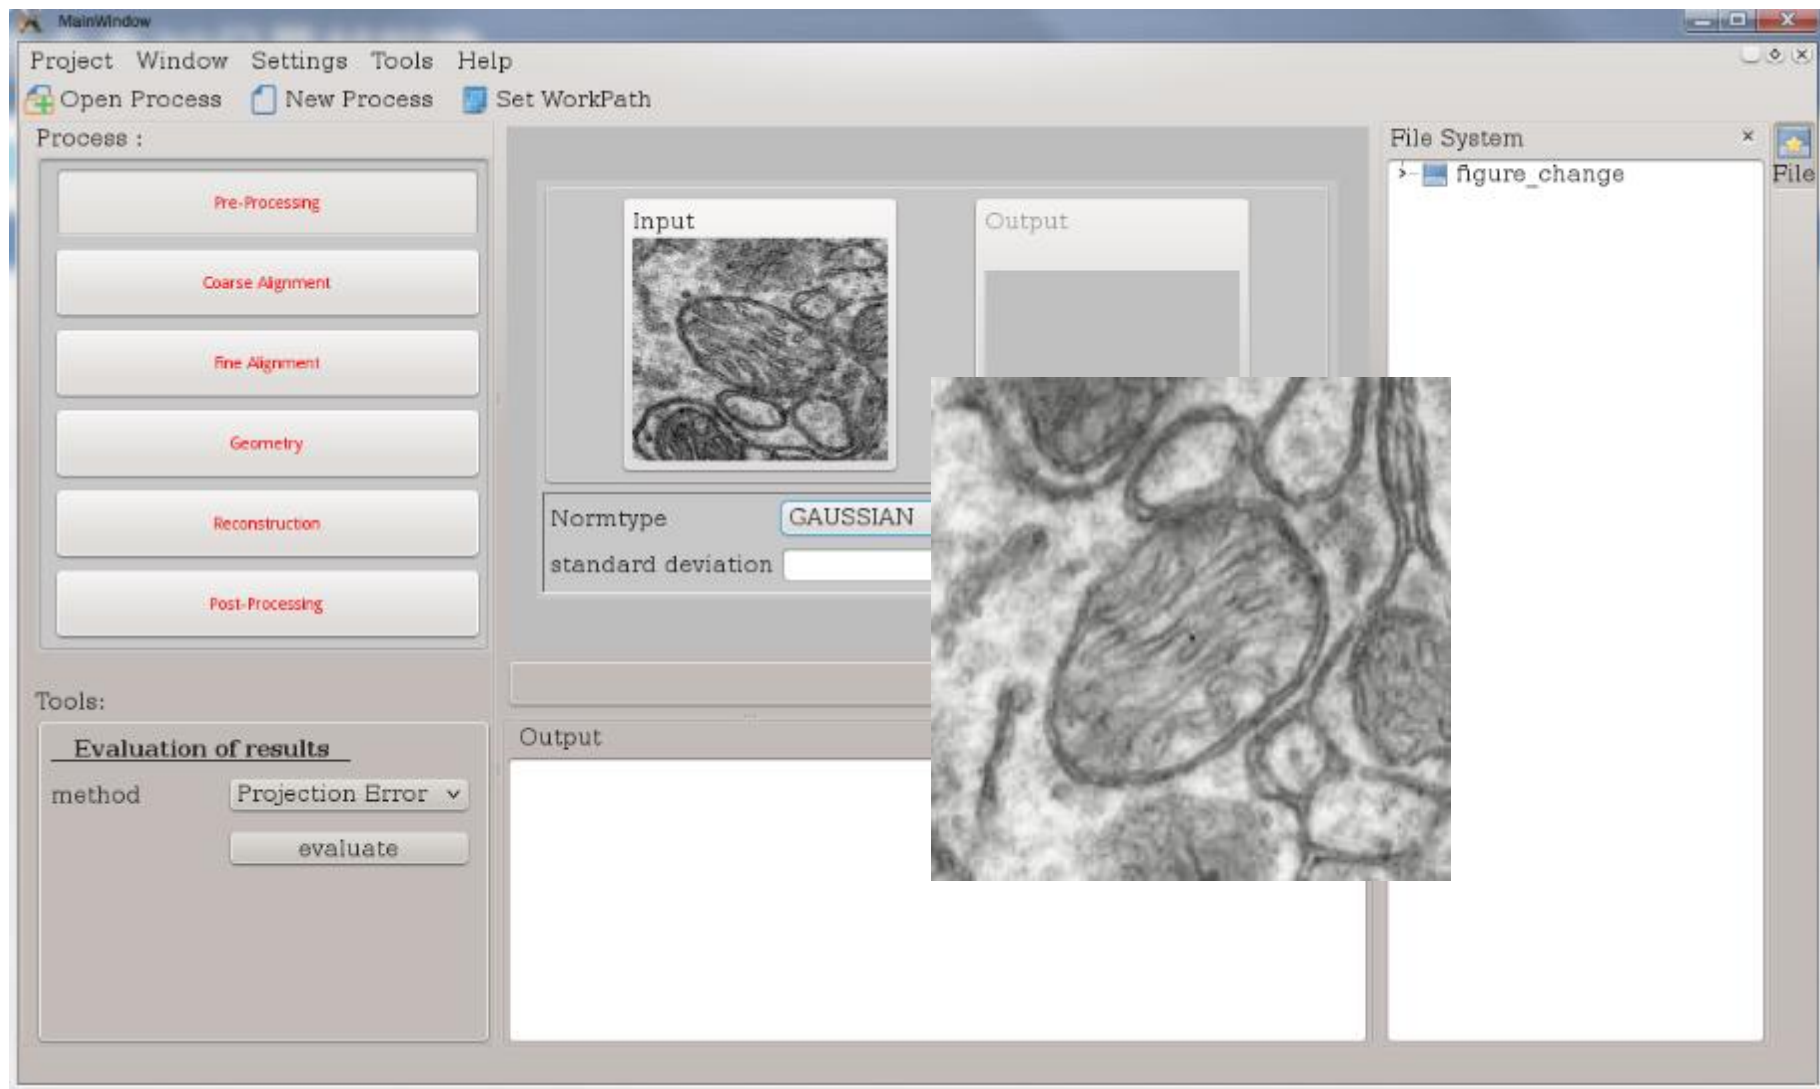 MainWindow
Project Window Settings Tools Help
Open Process New Process Set WorkPath
Process :
Pre-Processing
Coarse Alignment
Fine Alignment
Geometry
Reconstruction
Post-Processing
Tools:
Evaluation of results
method Projection Error
evaluate
Input
Output
Normtype GAUSSIAN
standard deviation
Output
File System
figure_change
File